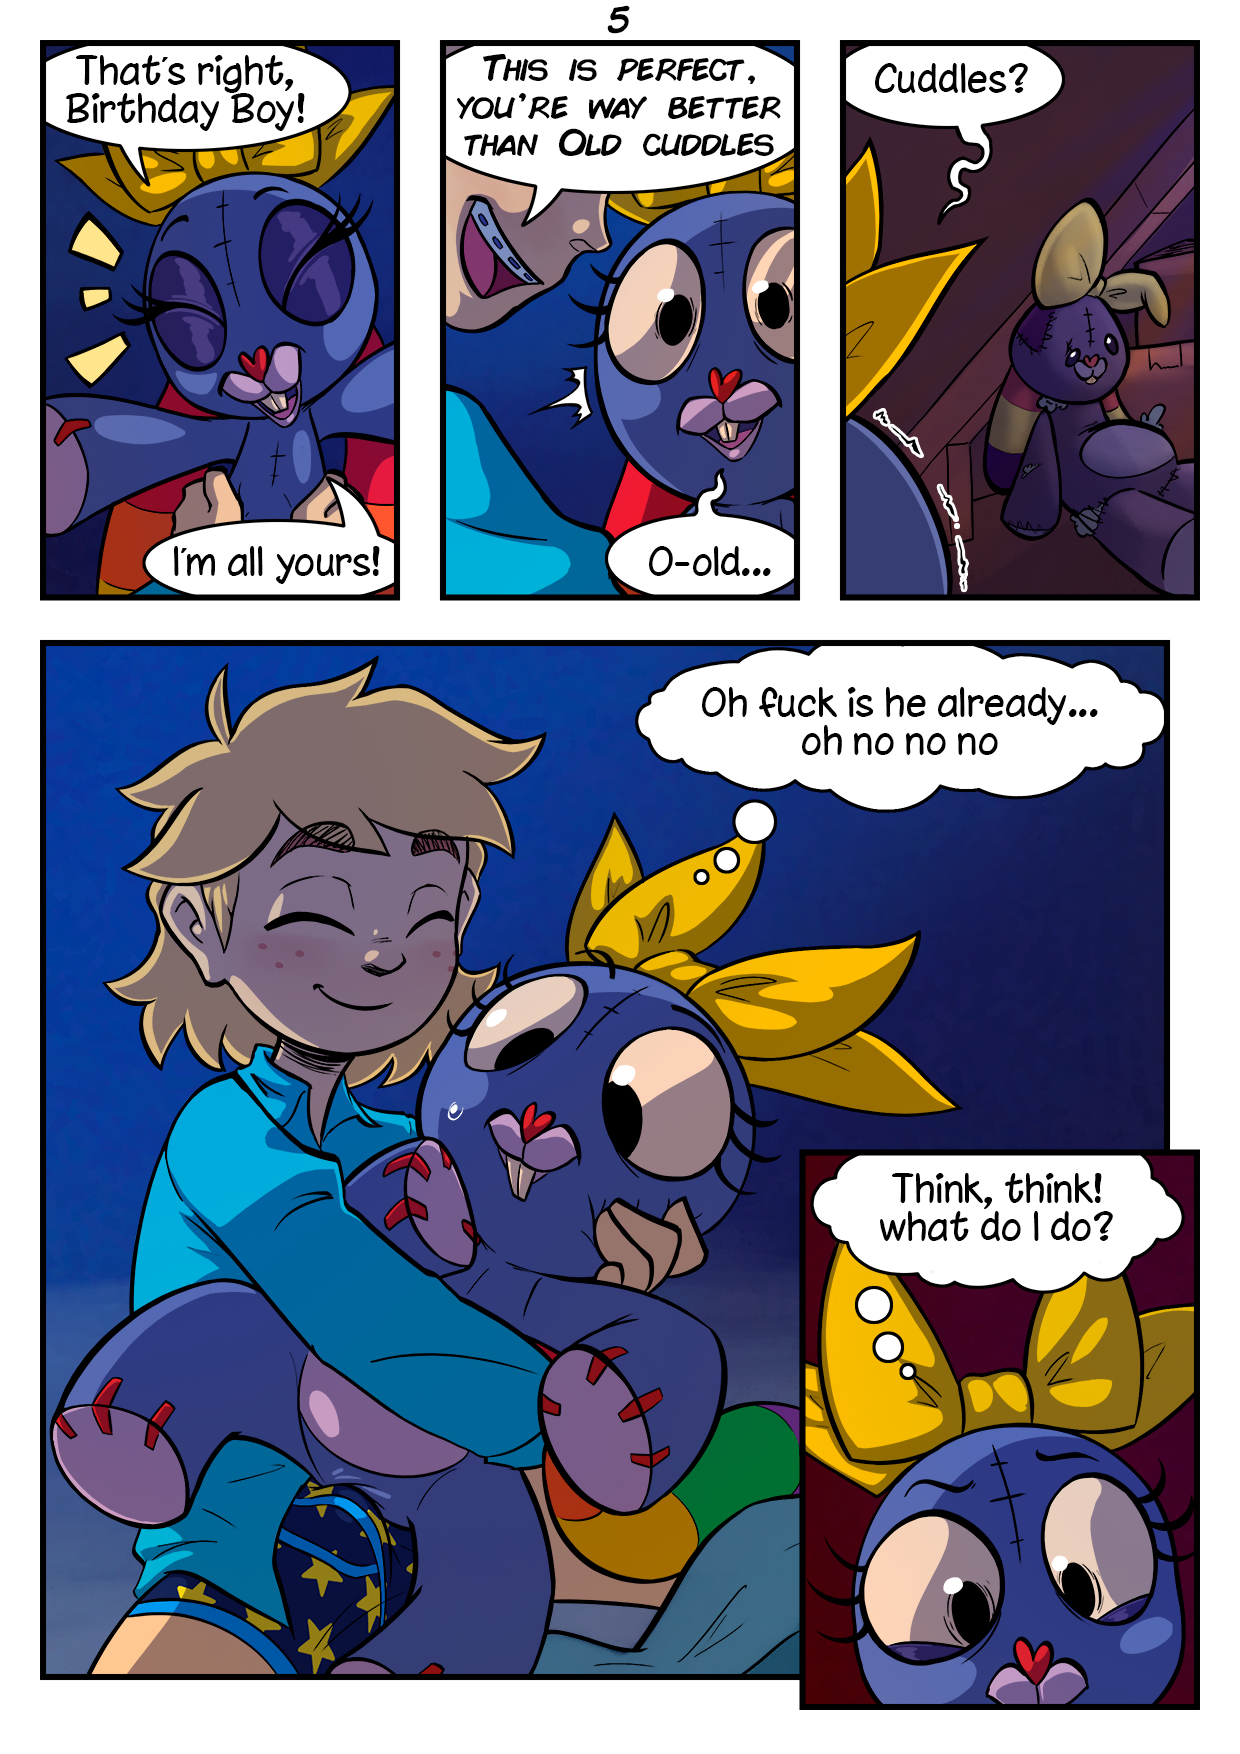 5
That's right,
Birthday Boy!
I'm all yours!
THIS IS PERFECT,
YOU'RE WAY BETTER
THAN OLD CUDDLES
O-old...
Cuddles?
Oh fuck is he already...
oh no no no
Think, think!
what do I do?